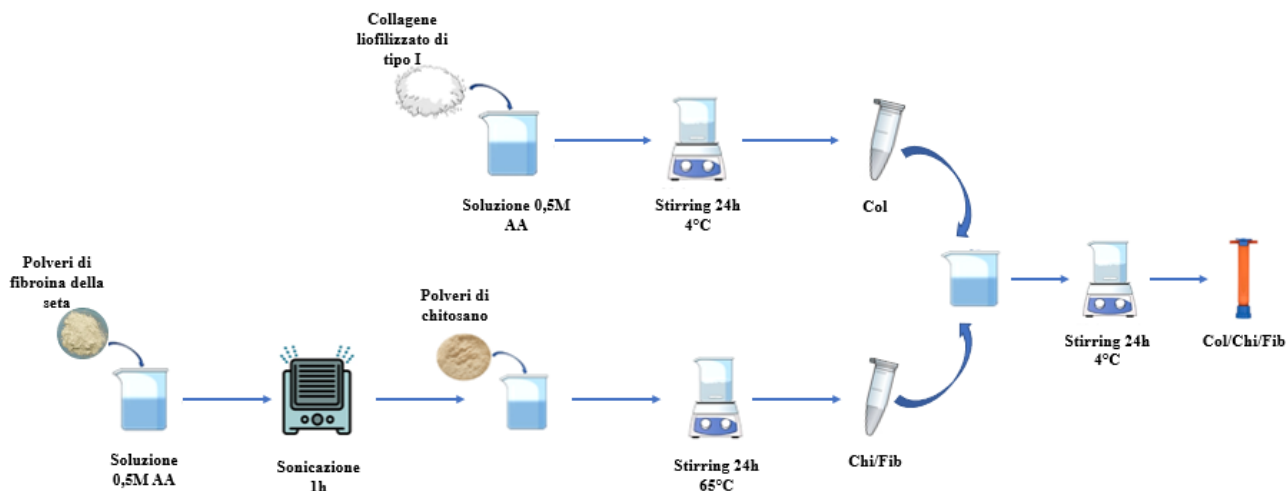 Collagene
liofilizzato di
tipo I
Soluzione 0,5M
AA
Stirring 24h
4°C
Col
Polveri di
fibroina della
seta
Soluzione
0,5M AA
Sonicazione
1h
Polveri di
chitosano
Stirring 24h
65°C
Chi/Fib
Stirring 24h
4°C
Col/Chi/Fib